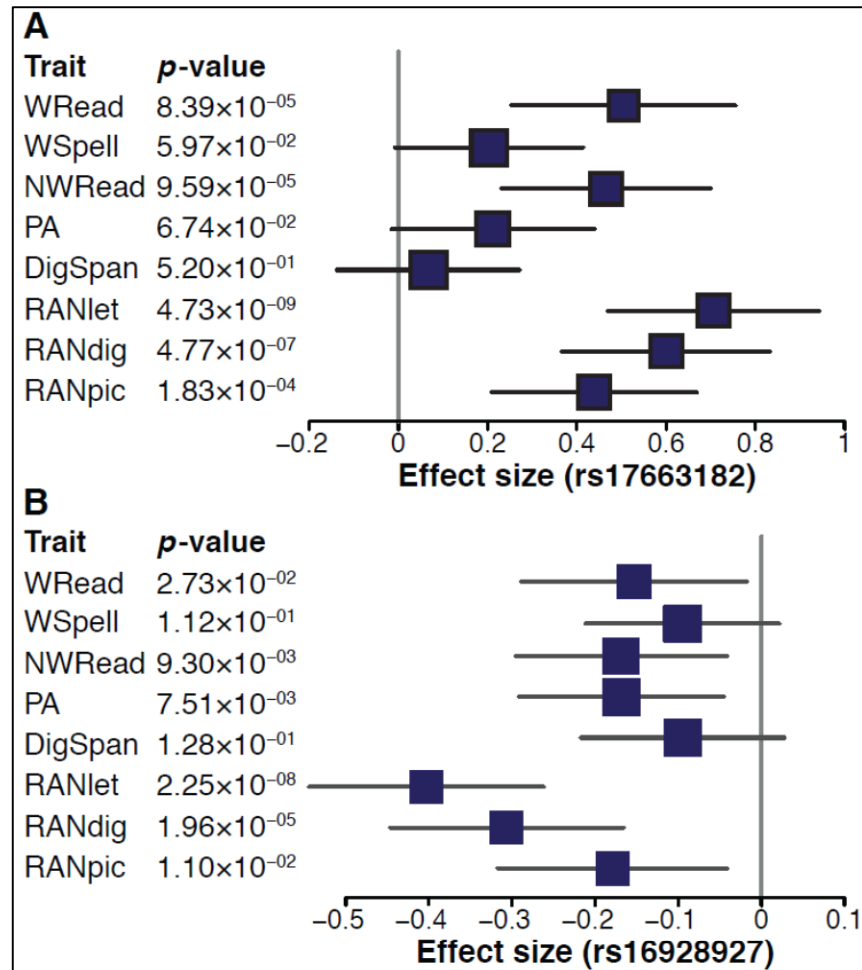 A
Trait p-value
WRead 8.39×10⁻⁰⁵
WSpell 5.97×10⁻⁰²
NWRead 9.59×10⁻⁰⁵
PA 6.74×10⁻⁰²
DigSpan 5.20×10⁻⁰¹
RANlet 4.73×10⁻⁰⁹
RANdig 4.77×10⁻⁰⁷
RANpic 1.83×10⁻⁰⁴
−0.2 0 0.2 0.4 0.6 0.8 1
Effect size (rs17663182)
B
Trait p-value
WRead 2.73×10⁻⁰²
WSpell 1.12×10⁻⁰¹
NWRead 9.30×10⁻⁰³
PA 7.51×10⁻⁰³
DigSpan 1.28×10⁻⁰¹
RANlet 2.25×10⁻⁰⁸
RANdig 1.96×10⁻⁰⁵
RANpic 1.10×10⁻⁰²
−0.5 −0.4 −0.3 −0.2 −0.1 0 0.1
Effect size (rs16928927)